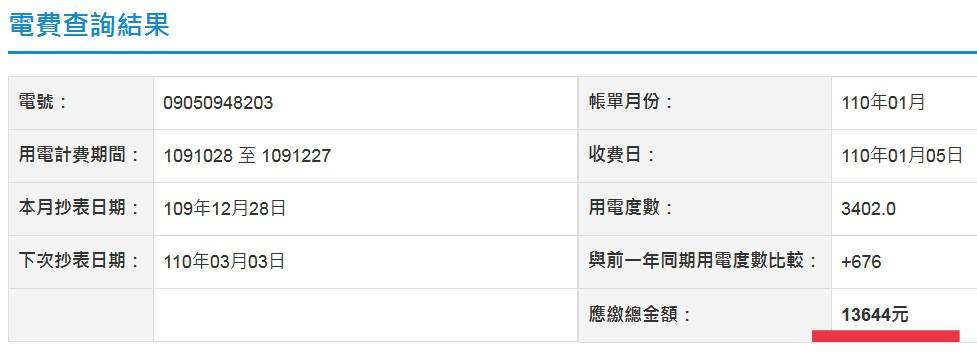 電費查詢結果
電號： 09050948203 帳單月份： 110年01月
用電計費期間： 1091028 至 1091227 收費日： 110年01月05日
本月抄表日期： 109年12月28日 用電度數： 3402.0
下次抄表日期： 110年03月03日 與前一年同期用電度數比較： +676
應繳總金額： 13644元